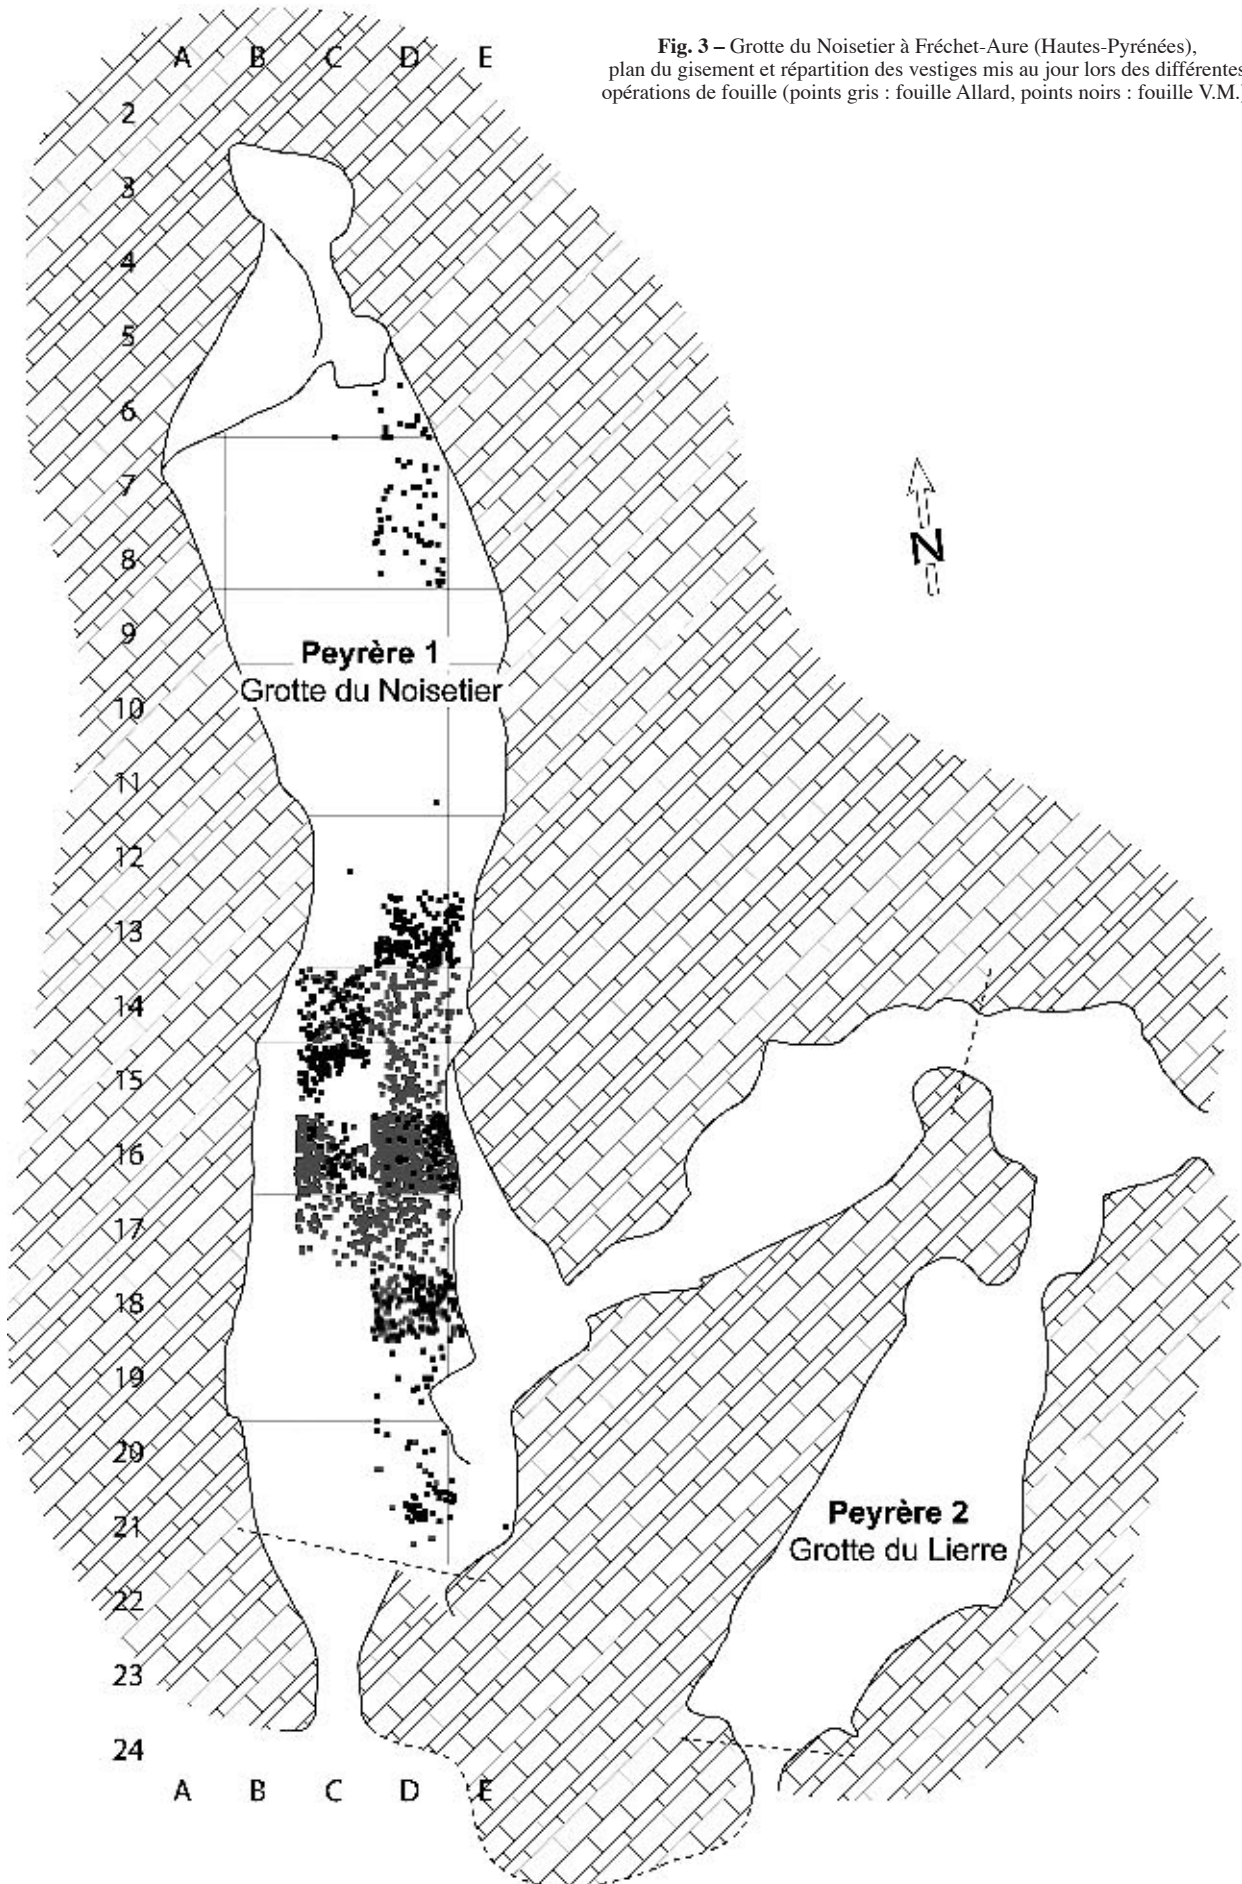 Fig. 3 – Grotte du Noisetier à Fréchet-Aure (Hautes-Pyrénées),
plan du gisement et répartition des vestiges mis au jour lors des différentes
opérations de fouille (points gris : fouille Allard, points noirs : fouille V.M.)
A B C D E
2
3
4
5
6
7
8
9
Peyrère 1
Grotte du Noisetier
10
11
12
13
14
15
16
17
18
19
20
21
22
23
24
A B C D E
N
Peyrère 2
Grotte du Lierre